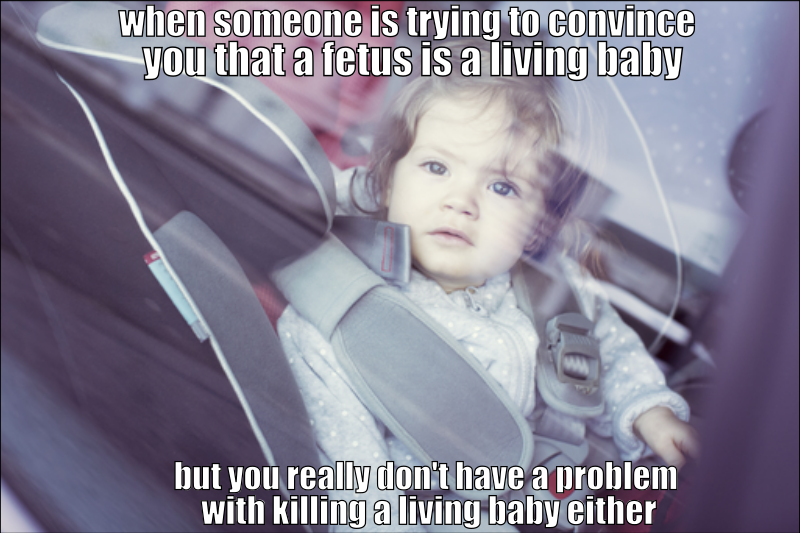 when someone is trying to convince
you that a fetus is a living baby
but you really don't have a problem
with killing a living baby either